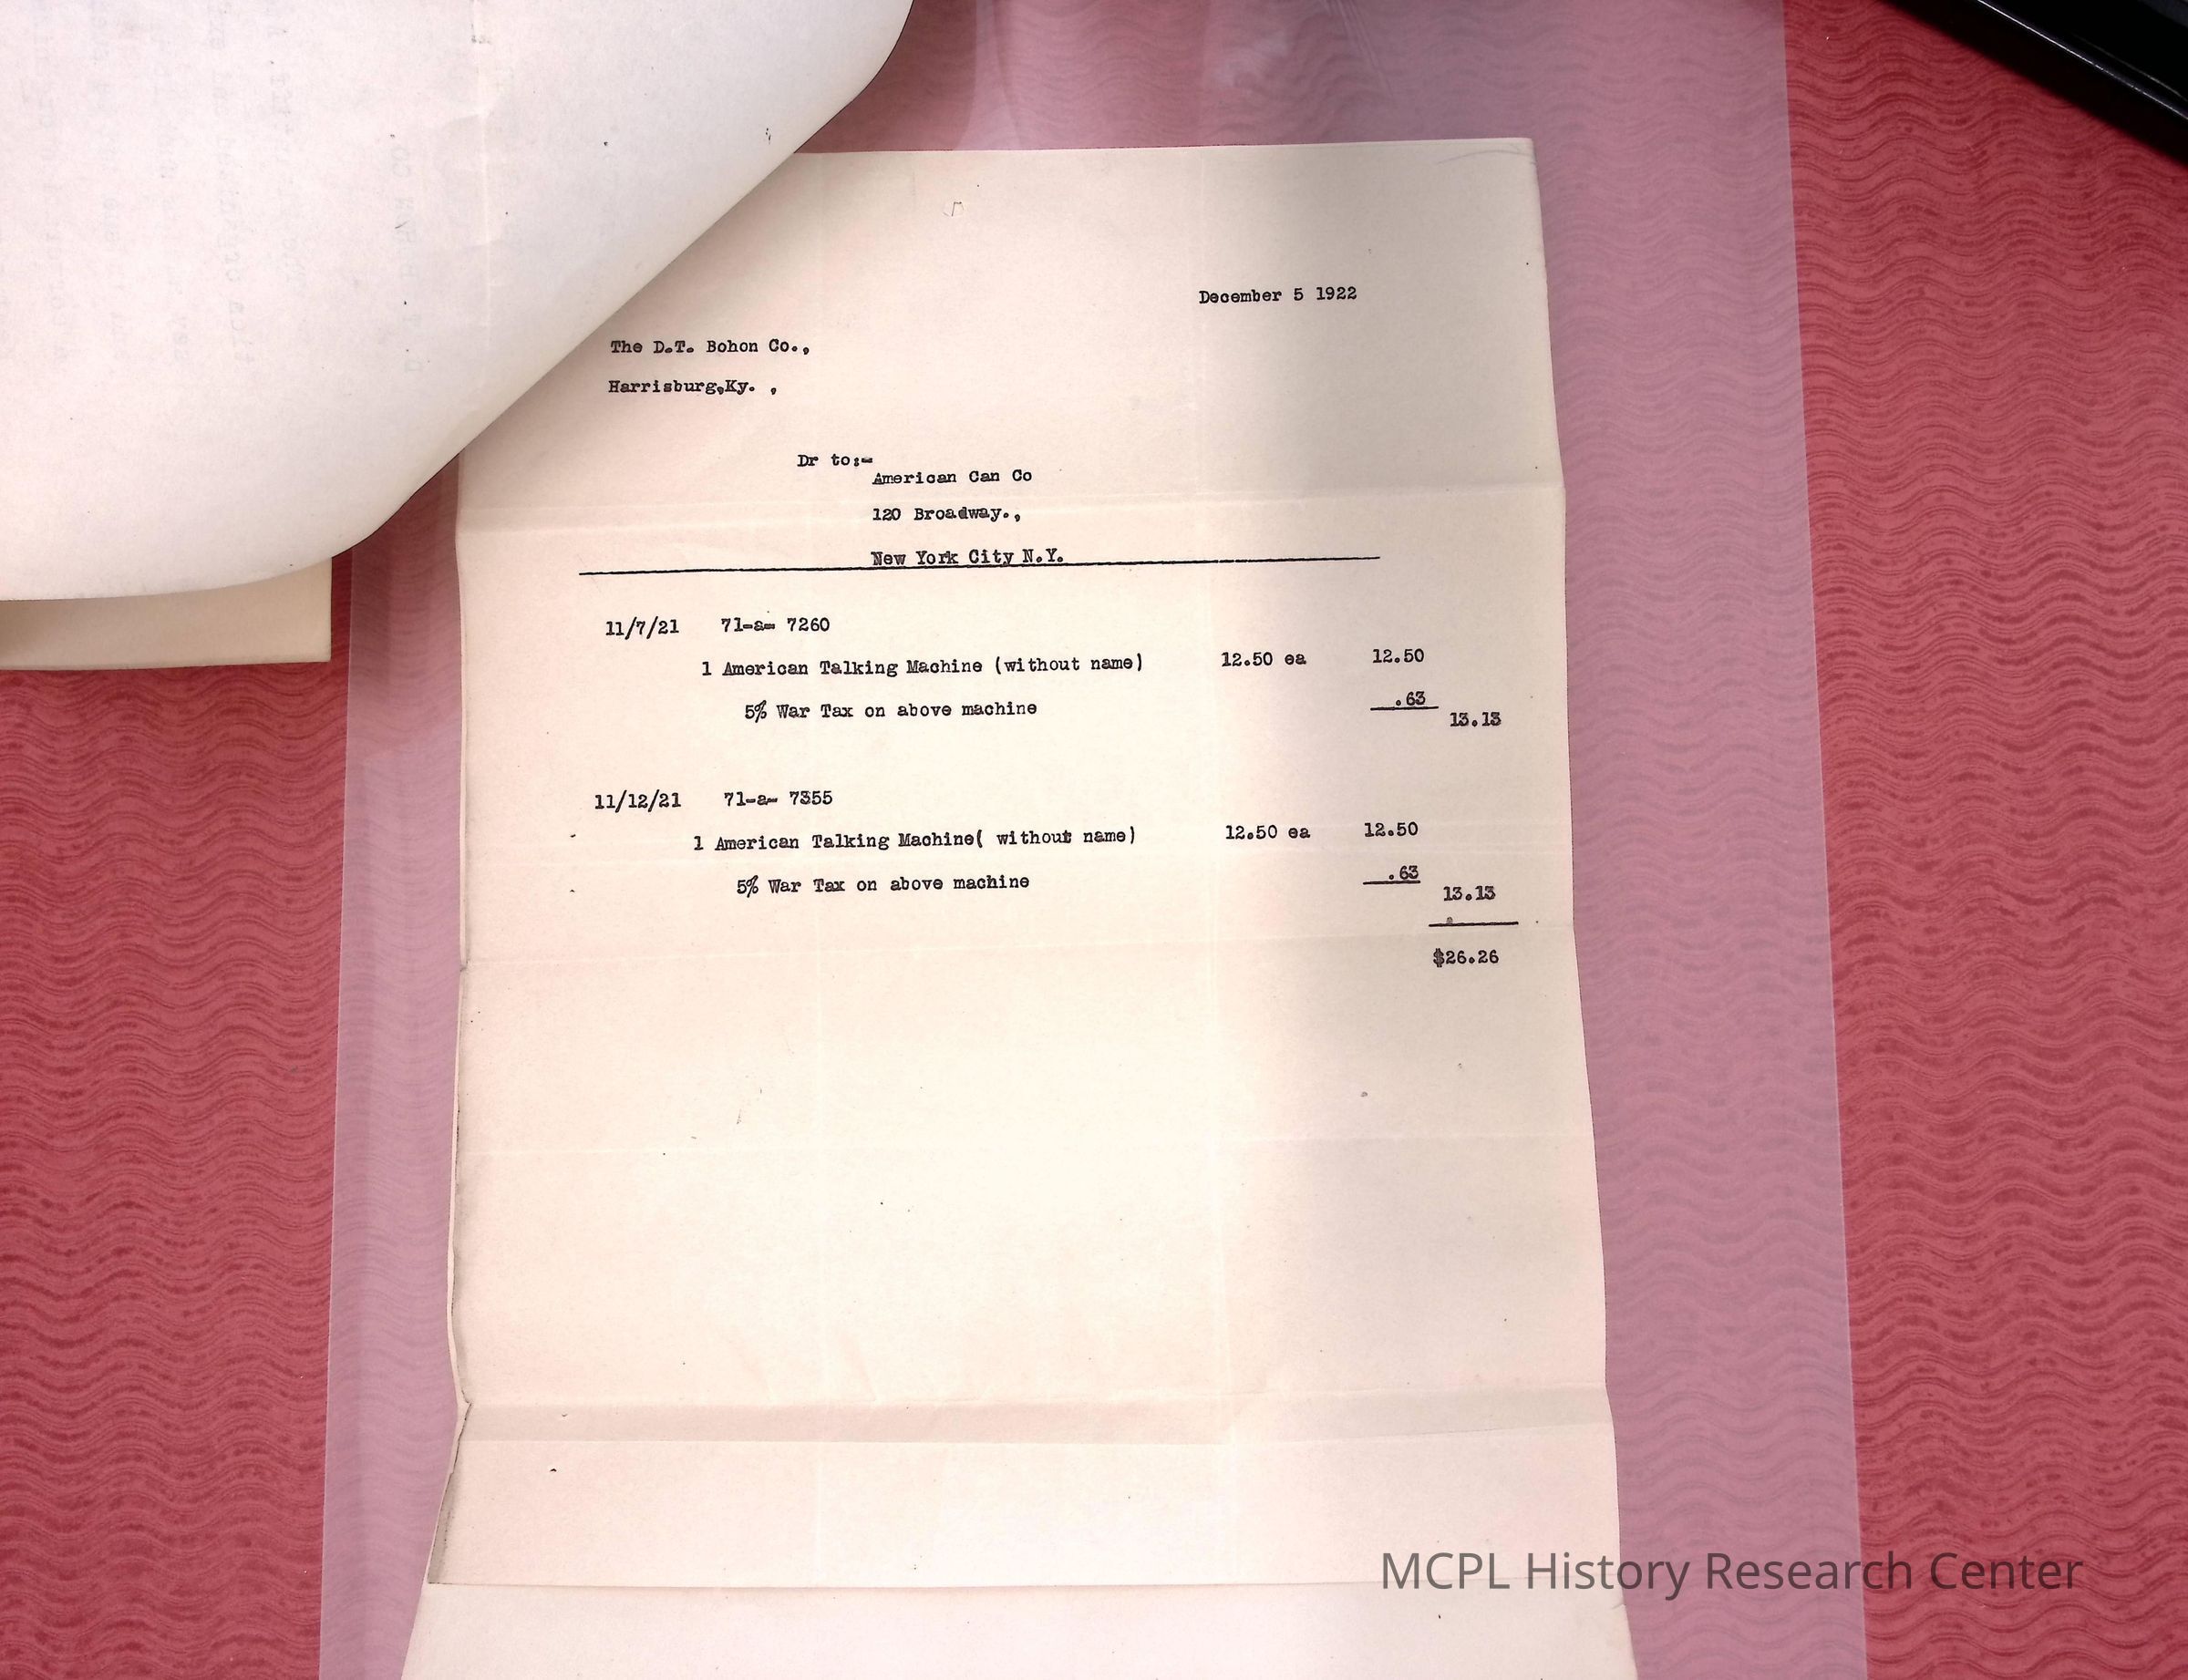 December 5 1922
The D.T. Bohon Co.,
Harrisburg,Ky. ,
Dr to:-
American Can Co
120 Broadway.,
New York City N.Y.
11/7/21 71-a- 7260
1 American Talking Machine (without name) 12.50 ea 12.50
5% War Tax on above machine .63
13.13
11/12/21 71-a- 7355
1 American Talking Machine( without name) 12.50 ea 12.50
5% War Tax on above machine .63
13.13
$26.26
MCPL History Research Center